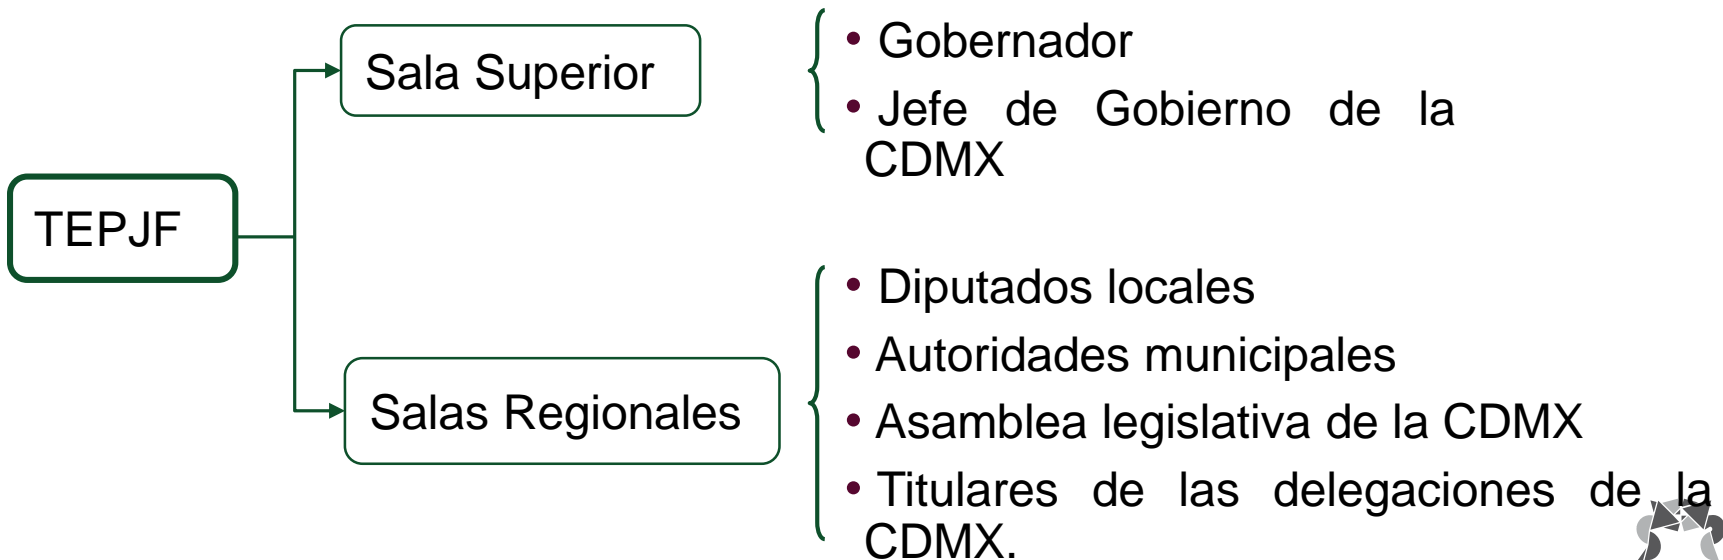 TEPJF
Sala Superior
• Gobernador
• Jefe de Gobierno de la
CDMX
Salas Regionales
• Diputados locales
• Autoridades municipales
• Asamblea legislativa de la CDMX
• Titulares de las delegaciones de la
CDMX.